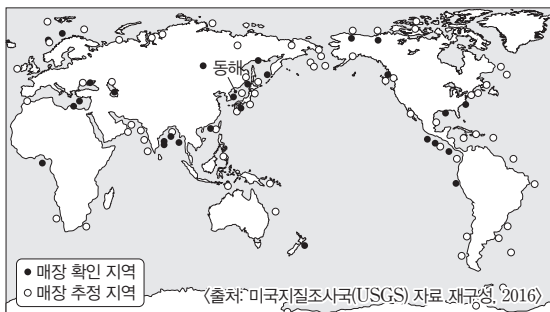 동해
● 매장 확인 지역
○ 매장 추정 지역
〈출처: 미국지질조사국(USGS) 자료 재구성, 2016〉